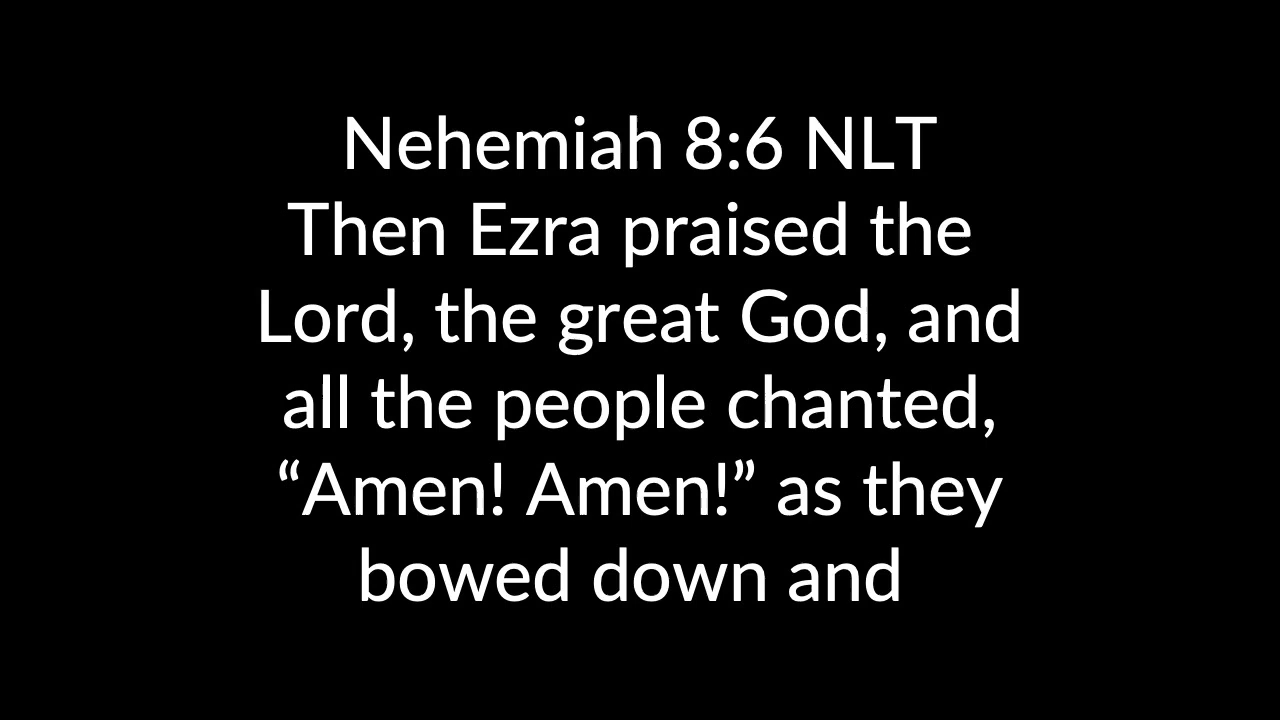 Nehemiah 8:6 NLT
Then Ezra praised the
Lord, the great God, and
all the people chanted,
“Amen! Amen!” as they
bowed down and